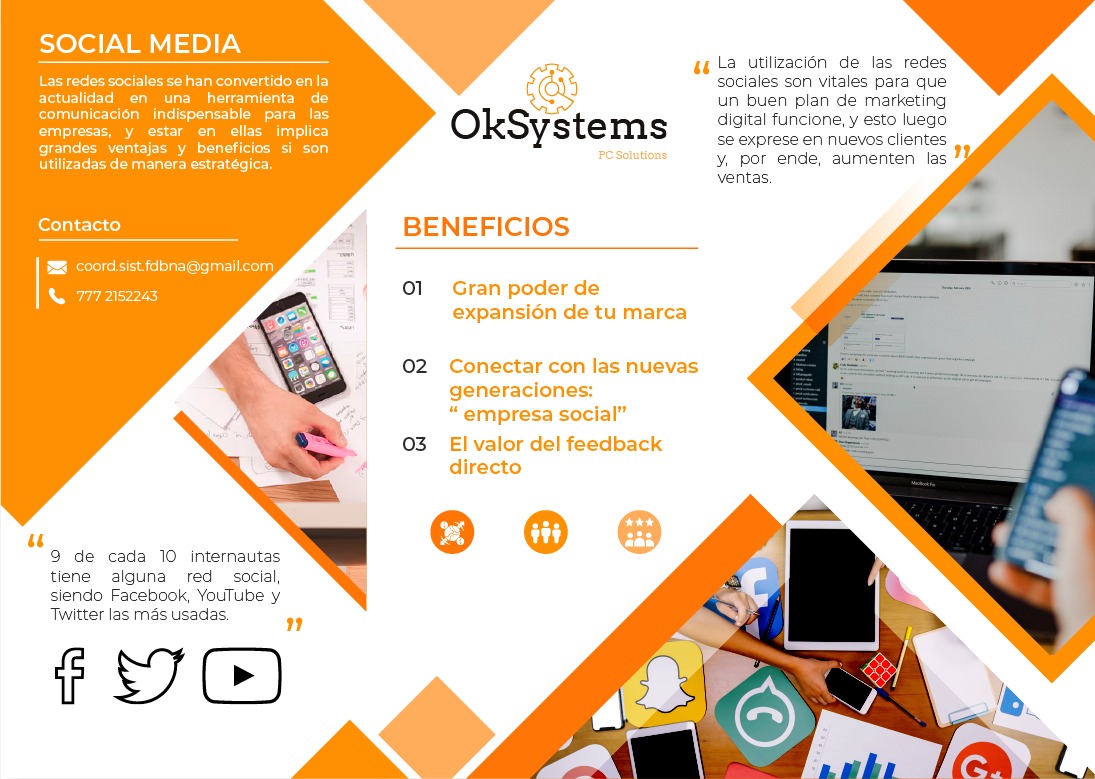 SOCIAL MEDIA
Las redes sociales se han convertido en la
actualidad en una herramienta de
comunicación indispensable para las
empresas, y estar en ellas implica
grandes ventajas y beneficios si son
utilizadas de manera estratégica.
Contacto
coord.sist.fdbna@gmail.com
777 2152243
“ 9 de cada 10 internautas
tiene alguna red social,
siendo Facebook, YouTube y
Twitter las más usadas. ”
OkSystems
PC Solutions
BENEFICIOS
01 Gran poder de
expansión de tu marca
02 Conectar con las nuevas
generaciones:
“ empresa social”
03 El valor del feedback
directo
“ La utilización de las redes
sociales son vitales para que
un buen plan de marketing
digital funcione, y esto luego
se exprese en nuevos clientes
y, por ende, aumenten las ”
ventas.
MacBook Pro
G+